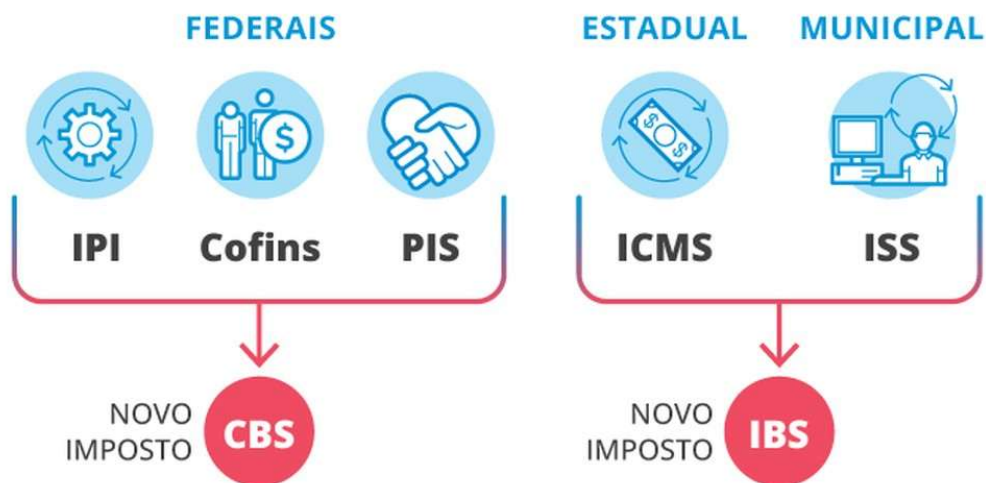 FEDERAIS
ESTADUAL
MUNICIPAL
$
$
$
IPI
Cofins
PIS
ICMS
ISS
NOVO
IMPOSTO
CBS
NOVO
IMPOSTO
IBS